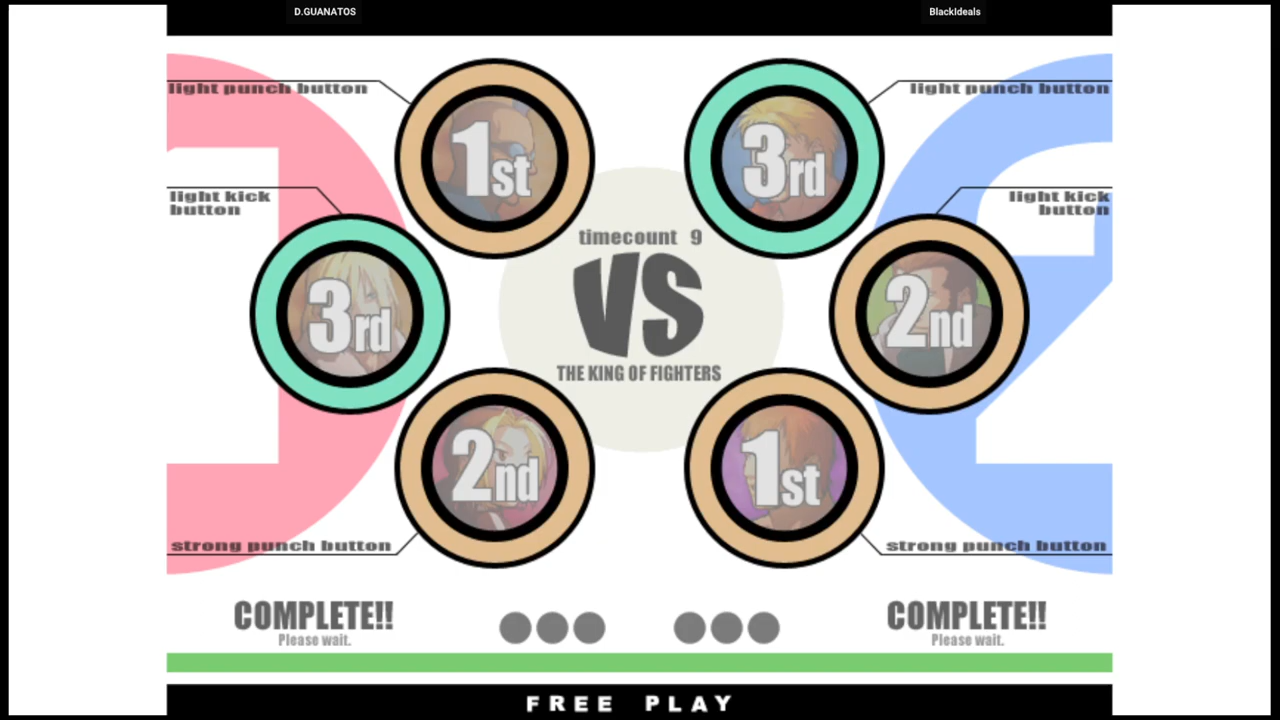 D.GUANATOS
BlackIdeals
light punch button
light punch button
1st
3rd
light kick
button
light kick
button
timecount 9
VS
THE KING OF FIGHTERS
3rd
2nd
2nd
1st
strong punch button
strong punch button
COMPLETE!!
Please wait.
COMPLETE!!
Please wait.
FREE PLAY